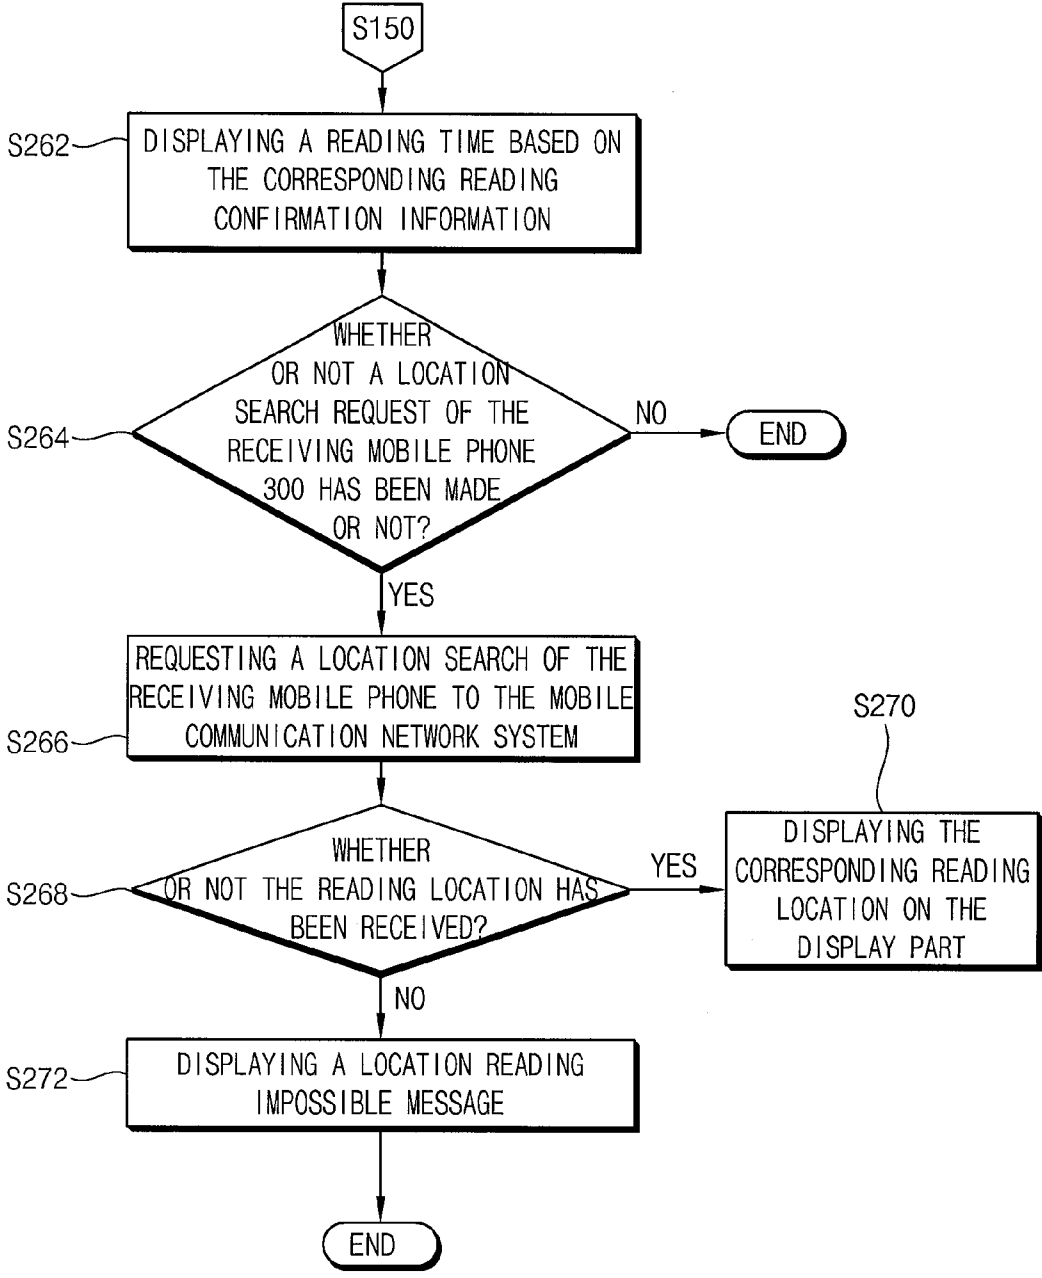 S150
S262
DISPLAYING A READING TIME BASED ON
THE CORRESPONDING READING
CONFIRMATION INFORMATION
WHETHER
OR NOT A LOCATION
SEARCH REQUEST OF THE
RECEIVING MOBILE PHONE
300 HAS BEEN MADE
OR NOT?
S264
NO
END
YES
REQUESTING A LOCATION SEARCH OF THE
RECEIVING MOBILE PHONE TO THE MOBILE
COMMUNICATION NETWORK SYSTEM
S266
S270
WHETHER
OR NOT THE READING LOCATION HAS
BEEN RECEIVED?
S268
YES
DISPLAYING THE
CORRESPONDING READING
LOCATION ON THE
DISPLAY PART
NO
S272
DISPLAYING A LOCATION READING
IMPOSSIBLE MESSAGE
END